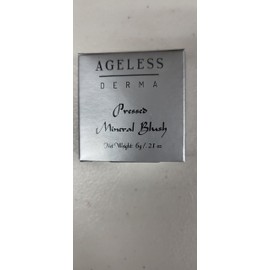 AGELESS
DERMA
Pressed
Mineral Blush
Net Weight: 6g / .21 oz